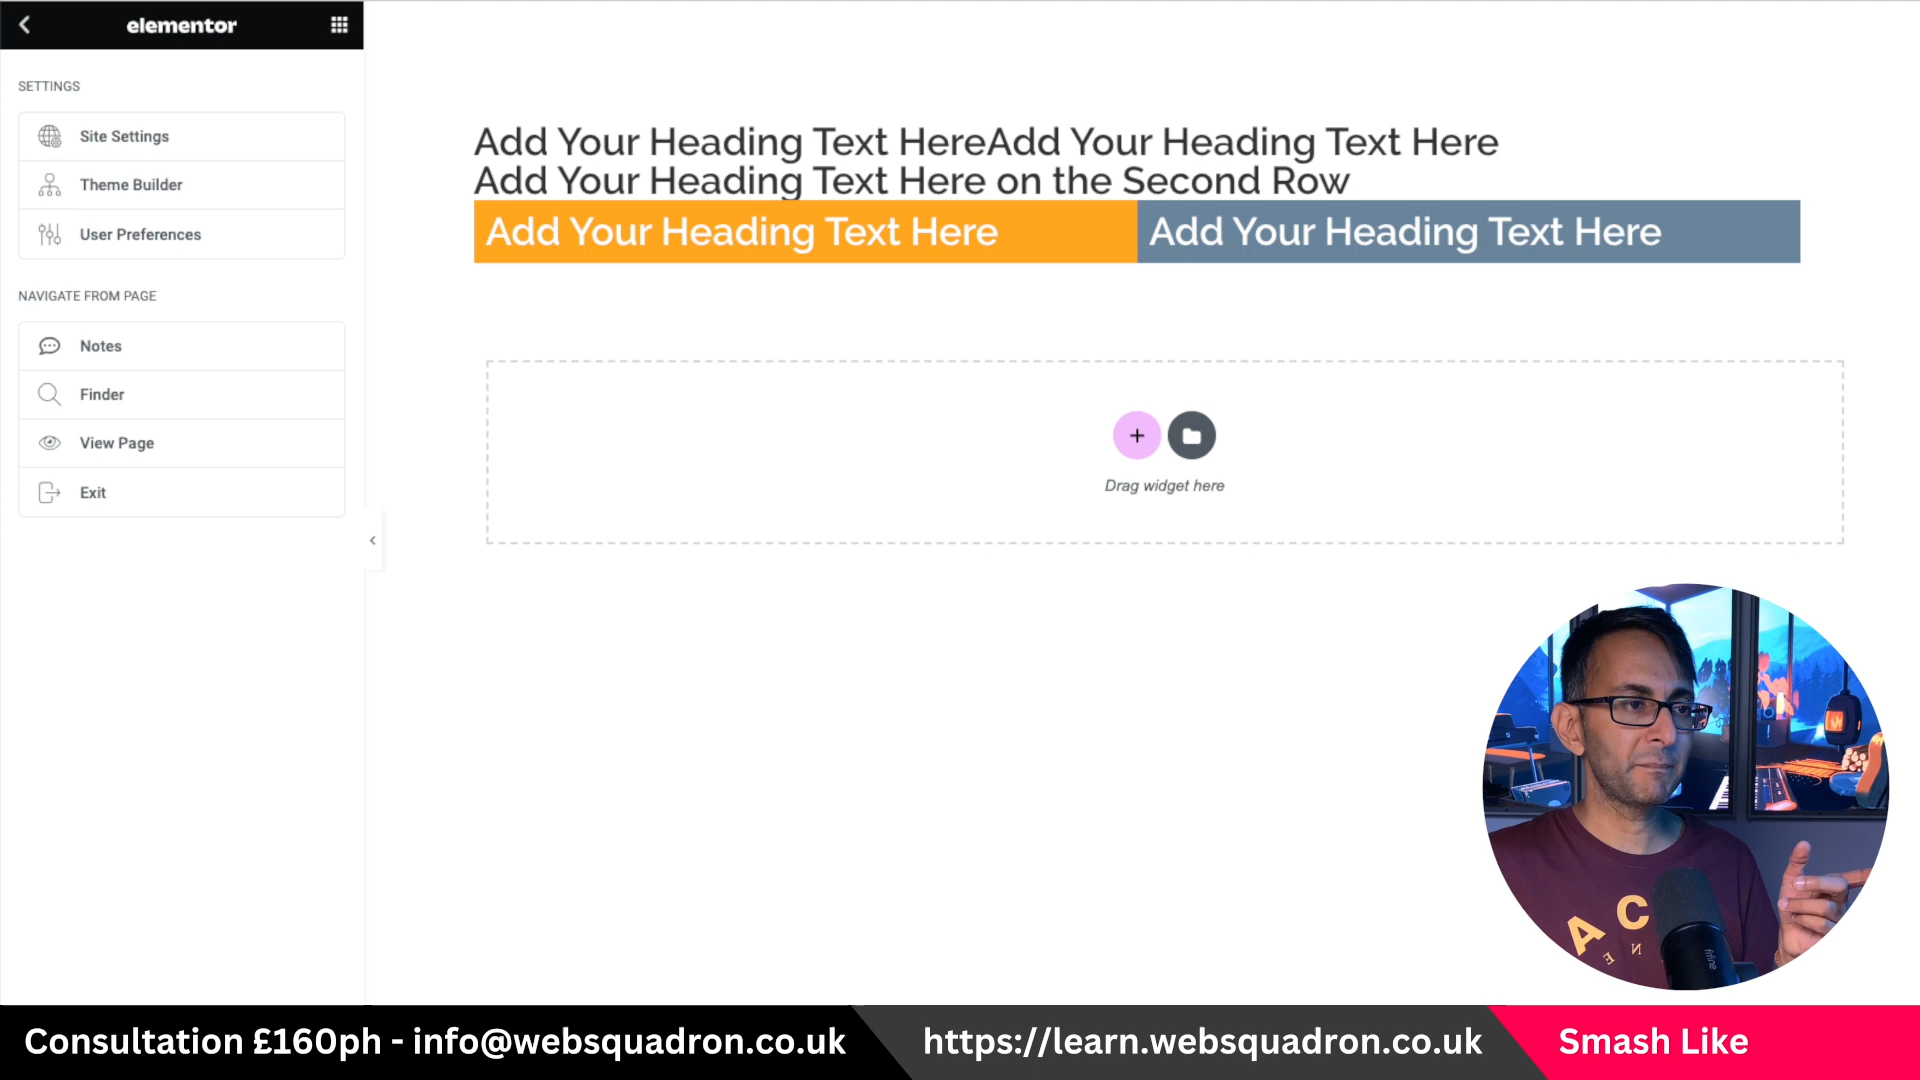 elementor
SETTINGS
Site Settings
Theme Builder
User Preferences
NAVIGATE FROM PAGE
Notes
Finder
View Page
Exit
Add Your Heading Text HereAdd Your Heading Text Here
Add Your Heading Text Here on the Second Row
Add Your Heading Text Here
Add Your Heading Text Here
Drag widget here
A C
E N
fifine
Consultation £160ph - info@websquadron.co.uk
https://learn.websquadron.co.uk
Smash Like